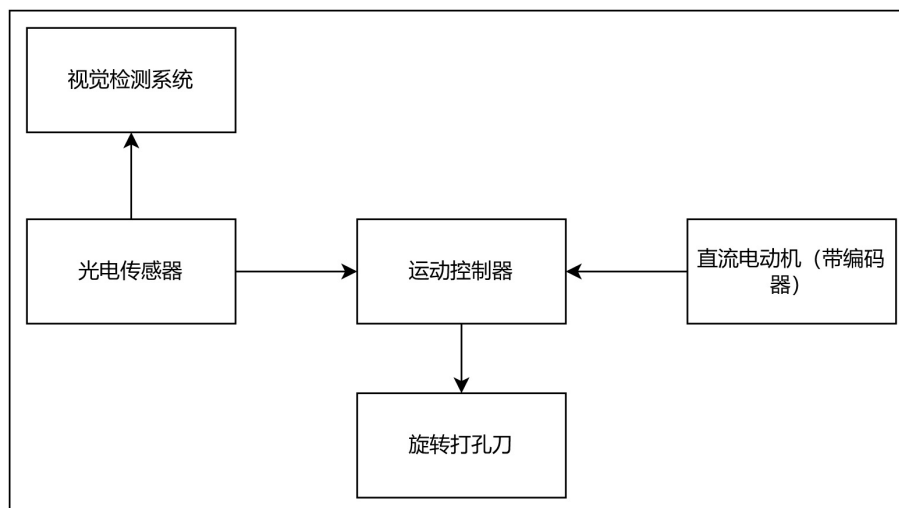 视觉检测系统
光电传感器
运动控制器
直流电动机（带编码
器）
旋转打孔刀